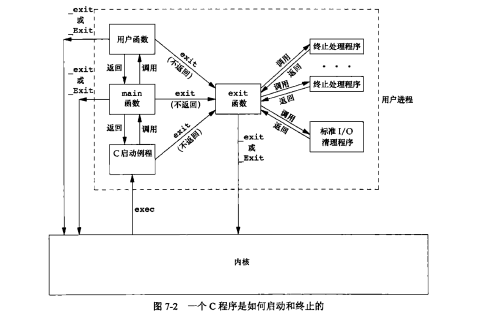 _exit
或
_Exit
用户函数
exit
(不返回)
调用
返回
终止处理程序
. . .
_exit
或
_Exit
返回
调用
main
函数
exit
(不返回)
exit
函数
调用
返回
终止处理程序
用户进程
返回
调用
exit
(不返回)
调用
返回
标准 I/O
清理程序
C 启动例程
_exit
或
_Exit
exec
内核
图 7-2 一个 C 程序是如何启动和终止的